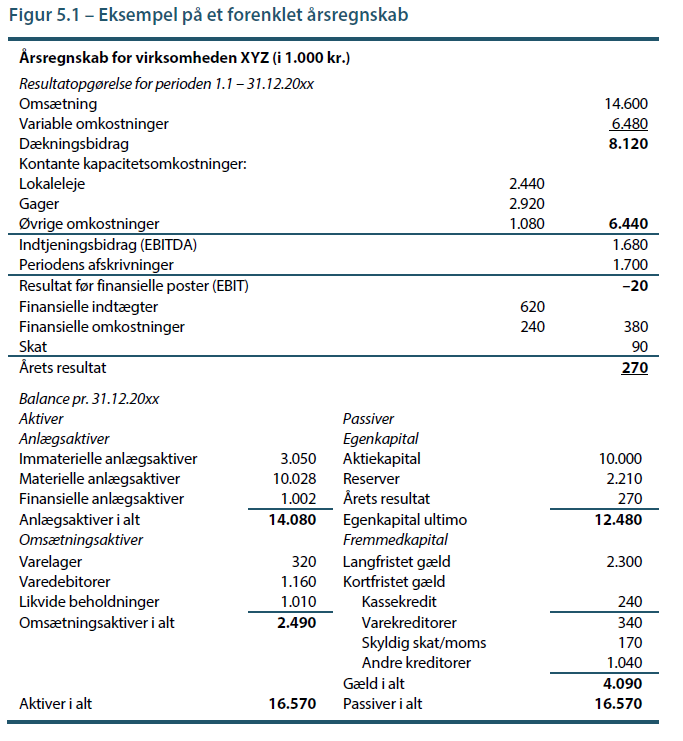 Figur 5.1 – Eksempel på et forenklet årsregnskab
Årsregnskab for virksomheden XYZ (i 1.000 kr.)
Resultatopgørelse for perioden 1.1 – 31.12.20xx
Omsætning 14.600
Variable omkostninger 6.480
Dækningsbidrag 8.120
Kontante kapacitetsomkostninger:
Lokaleleje 2.440
Gager 2.920
Øvrige omkostninger 1.080 6.440
Indtjeningsbidrag (EBITDA) 1.680
Periodens afskrivninger 1.700
Resultat før finansielle poster (EBIT) –20
Finansielle indtægter 620
Finansielle omkostninger 240 380
Skat 90
Årets resultat 270
Balance pr. 31.12.20xx
Aktiver Passiver
Anlægsaktiver Egenkapital
Immaterielle anlægsaktiver 3.050 Aktiekapital 10.000
Materielle anlægsaktiver 10.028 Reserver 2.210
Finansielle anlægsaktiver 1.002 Årets resultat 270
Anlægsaktiver i alt 14.080 Egenkapital ultimo 12.480
Omsætningsaktiver Fremmedkapital
Varelager 320 Langfristet gæld 2.300
Varedebitorer 1.160 Kortfristet gæld
Likvide beholdninger 1.010 Kassekredit 240
Omsætningsaktiver i alt 2.490 Varekreditorer 340
Skyldig skat/moms 170
Andre kreditorer 1.040
Gæld i alt 4.090
Aktiver i alt 16.570 Passiver i alt 16.570